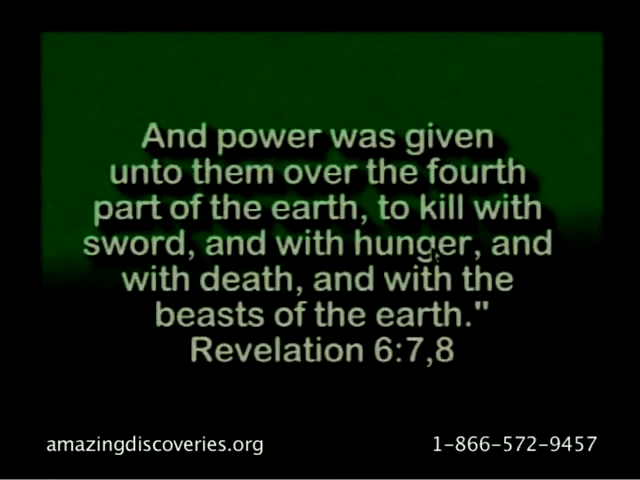 And power was given
unto them over the fourth
part of the earth, to kill with
sword, and with hunger, and
with death, and with the
beasts of the earth."
Revelation 6:7,8
amazingdiscoveries.org
1-866-572-9457